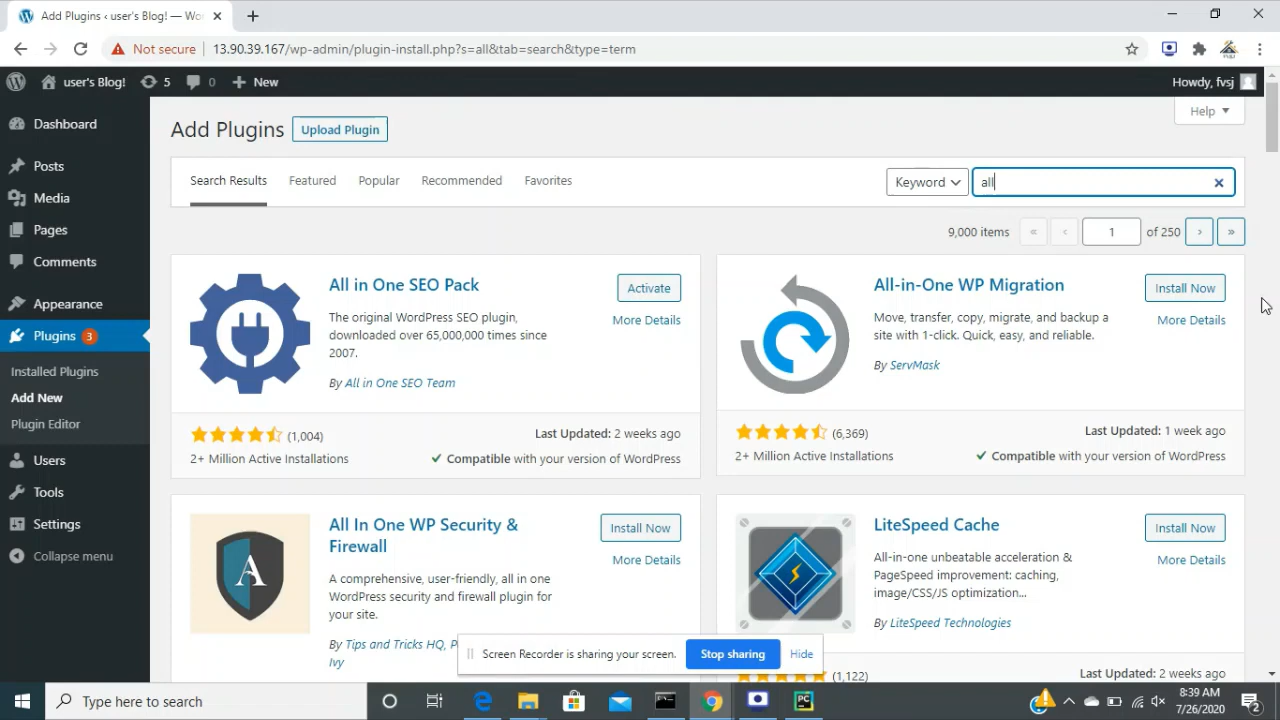 Add Plugins ‹ user's Blog! — Wo
Not secure 13.90.39.167/wp-admin/plugin-install.php?s=all&tab=search&type=term
user's Blog! 5 0 New Howdy, fvsj
Help
Dashboard
Posts
Media
Pages
Comments
Appearance
Plugins 3
Installed Plugins
Add New
Plugin Editor
Users
Tools
Settings
Collapse menu
Add Plugins Upload Plugin
Search Results Featured Popular Recommended Favorites Keyword all
9,000 items « ‹ 1 of 250 › »
All in One SEO Pack
Activate
More Details
The original WordPress SEO plugin,
downloaded over 65,000,000 times since
2007.
By All in One SEO Team
(1,004)
Last Updated: 2 weeks ago
2+ Million Active Installations
Compatible with your version of WordPress
All-in-One WP Migration
Install Now
More Details
Move, transfer, copy, migrate, and backup a
site with 1-click. Quick, easy, and reliable.
By ServMask
(6,369)
Last Updated: 1 week ago
2+ Million Active Installations
Compatible with your version of WordPress
A
All In One WP Security &
Firewall
Install Now
More Details
A comprehensive, user-friendly, all in one
WordPress security and firewall plugin for
your site.
By Tips and Tricks HQ, P
Ivy
LiteSpeed Cache
Install Now
More Details
All-in-one unbeatable acceleration &
PageSpeed improvement: caching,
image/CSS/JS optimization...
By LiteSpeed Technologies
(1,122)
Last Updated: 2 weeks ago
Screen Recorder is sharing your screen. Stop sharing Hide
Type here to search
PC
8:39 AM
7/26/2020
2